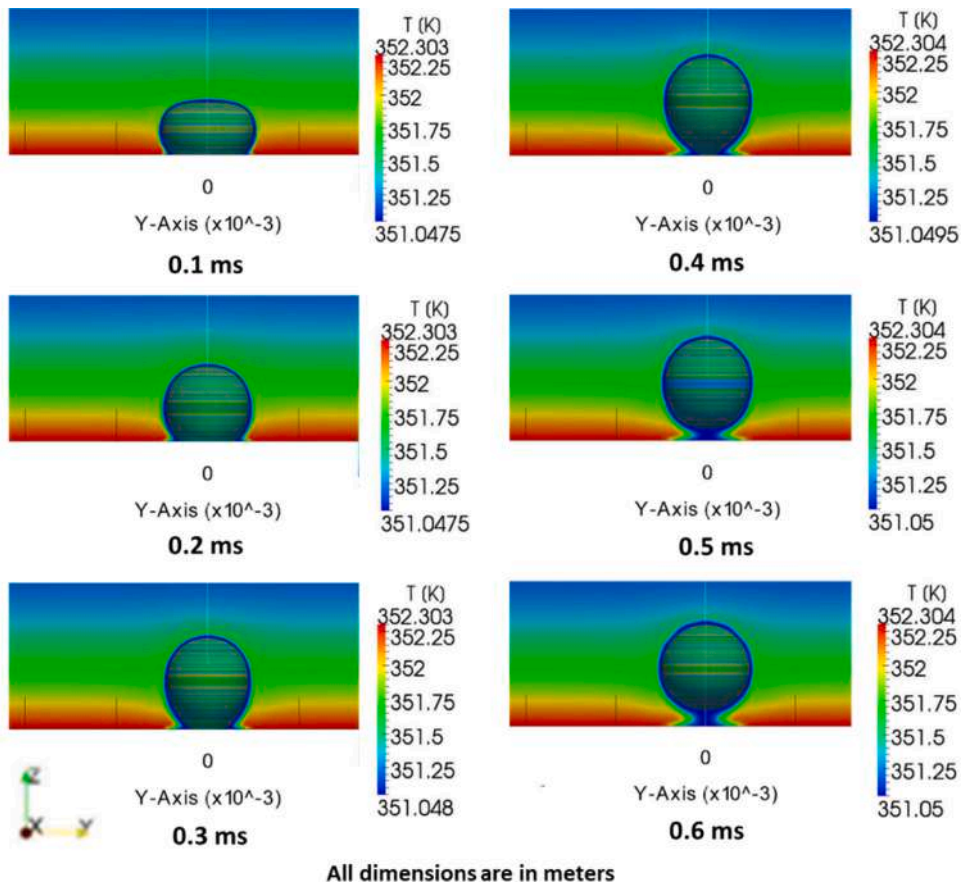 T (K)
352.303
352.25
352
351.75
351.5
351.25
351.0475
0
Y-Axis (x10^-3)
0.1 ms
T (K)
352.304
352.25
352
351.75
351.5
351.25
351.0495
0
Y-Axis (x10^-3)
0.4 ms
T (K)
352.303
352.25
352
351.75
351.5
351.25
351.0475
0
Y-Axis (x10^-3)
0.2 ms
T (K)
352.304
352.25
352
351.75
351.5
351.25
351.05
0
Y-Axis (x10^-3)
0.5 ms
T (K)
352.303
352.25
352
351.75
351.5
351.25
351.048
0
Y-Axis (x10^-3)
0.3 ms
Z
X
Y
T (K)
352.304
352.25
352
351.75
351.5
351.25
351.05
0
Y-Axis (x10^-3)
0.6 ms
All dimensions are in meters